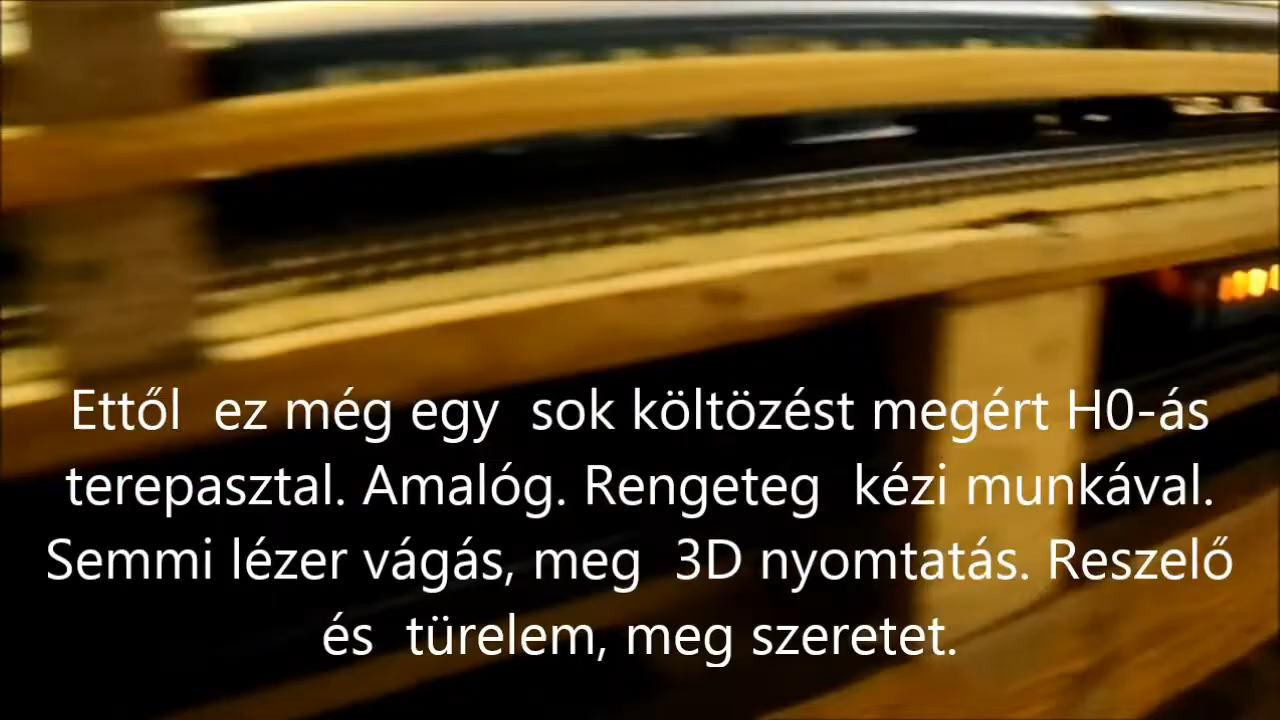 Ettől  ez még egy  sok költözést megért H0-ás
terepasztal. Amalóg. Rengeteg  kézi munkával.
Semmi lézer vágás, meg  3D nyomtatás. Reszelő
és  türelem, meg szeretet.